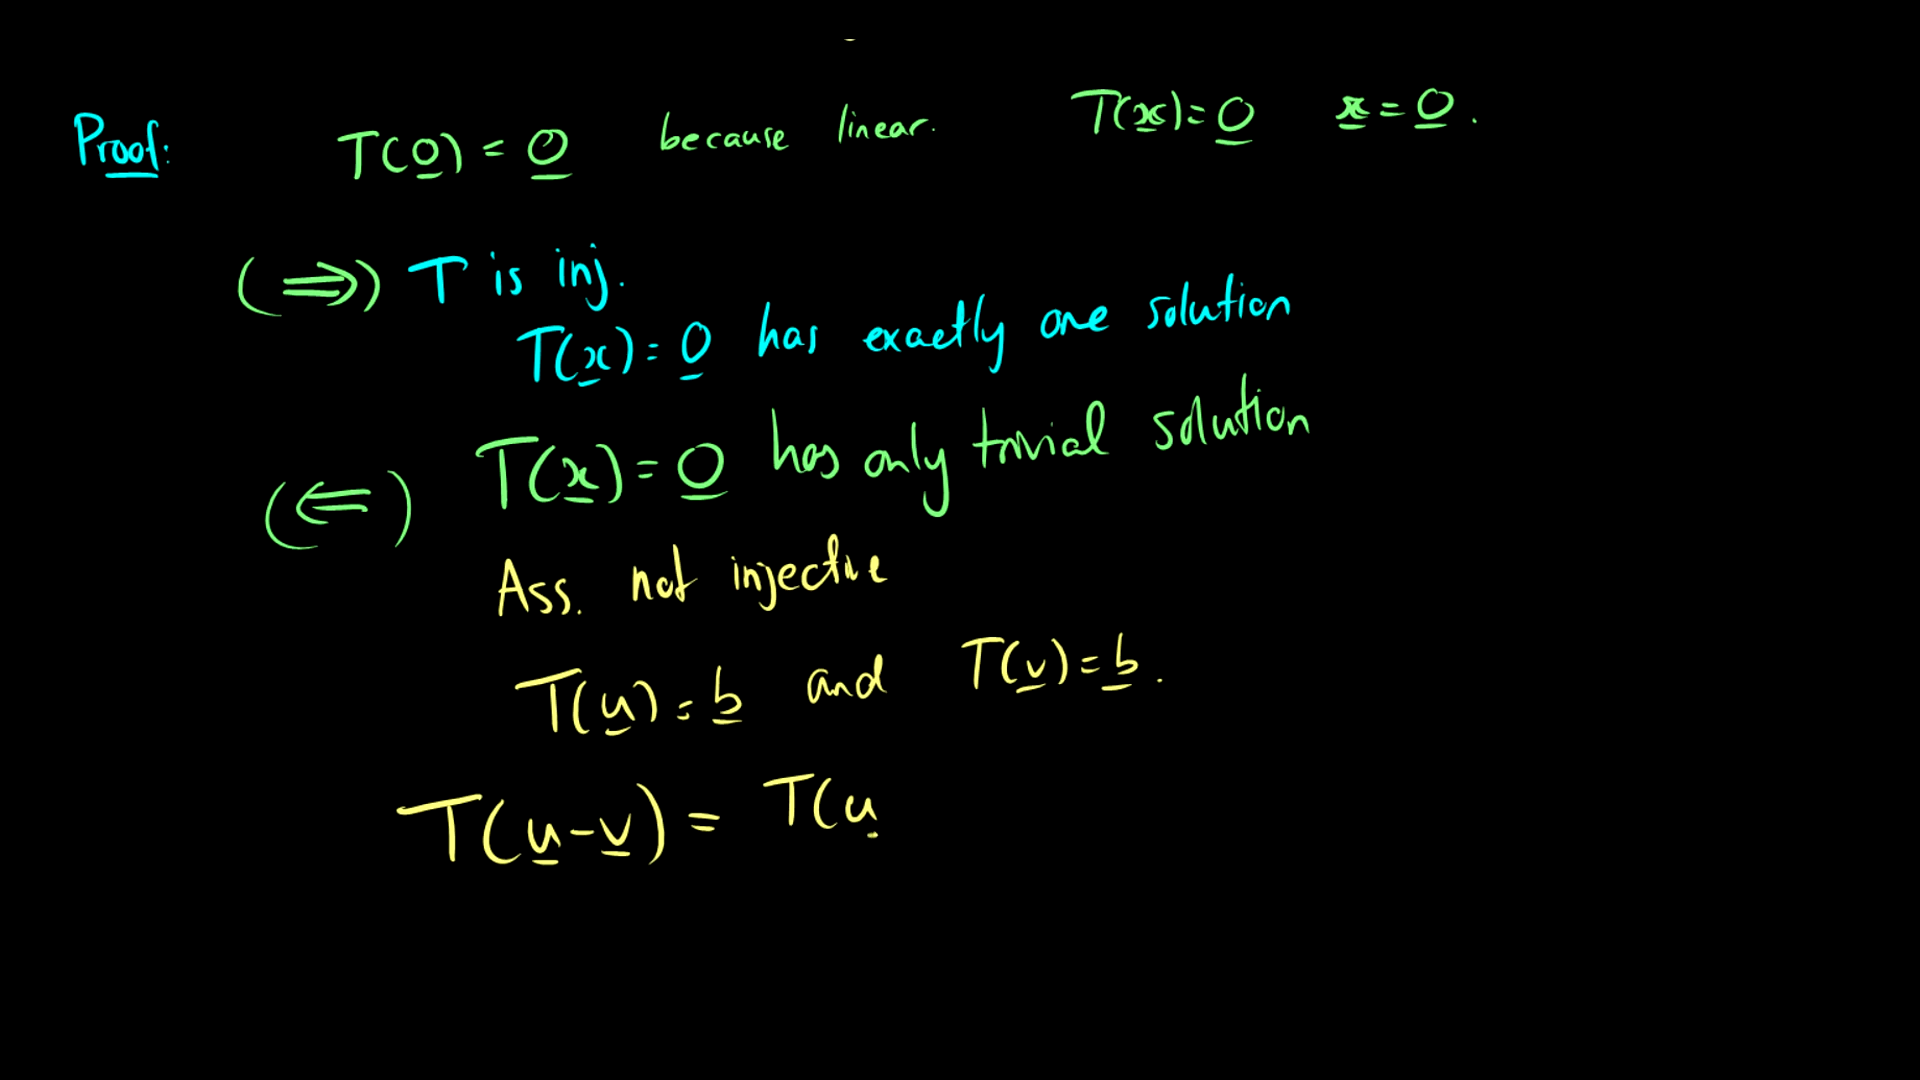 Proof: T(0) = 0 because linear. T(x) = 0 x = 0.
(⇒) T is inj.
T(x) = 0 has exactly one solution
(⇐) T(x) = 0 has only trivial solution
Ass. not injective
T(u) = b and T(v) = b.
T(u-v) = T(u